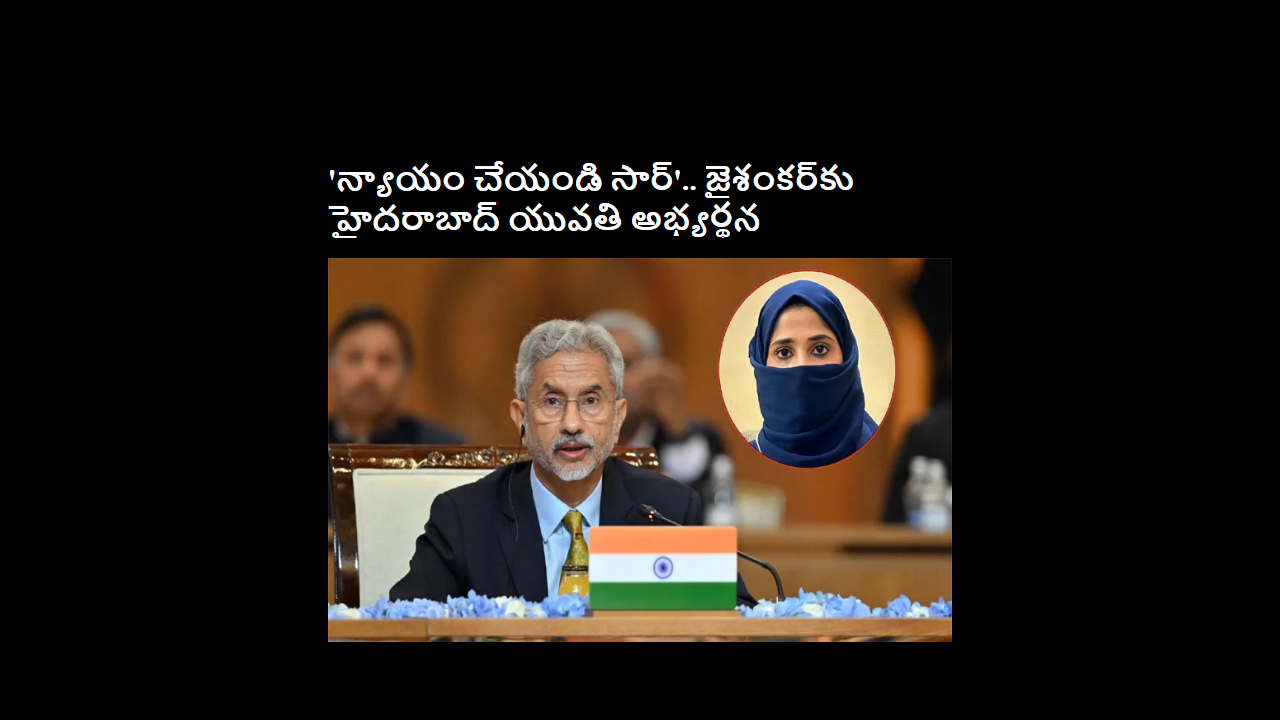 'న్యాయం చేయండి సార్'.. జైశంకర్‌కు
హైదరాబాద్ యువతి అభ్యర్థన